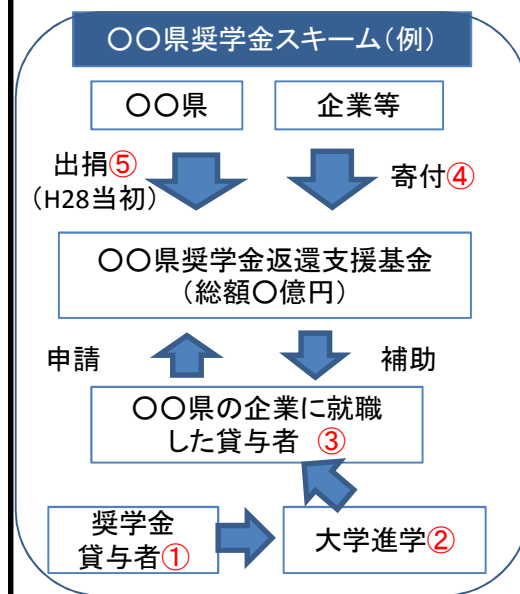 〇〇県奨学金スキーム(例)
〇〇県
企業等
出捐⑤
(H28当初)
寄付④
〇〇県奨学金返還支援基金
(総額〇億円)
申請
補助
〇〇県の企業に就職
した貸与者 ③
奨学金
貸与者①
大学進学②